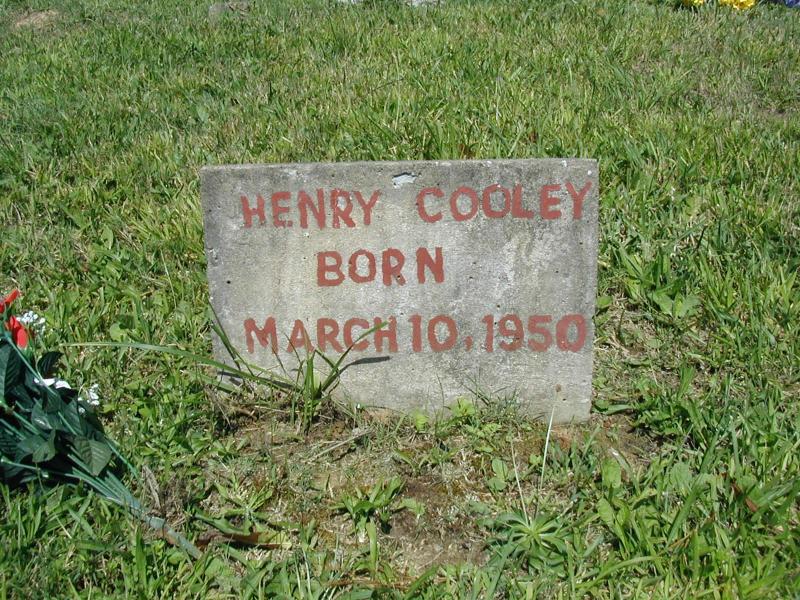 HENRY COOLEY
BORN
MARCH 10, 1950